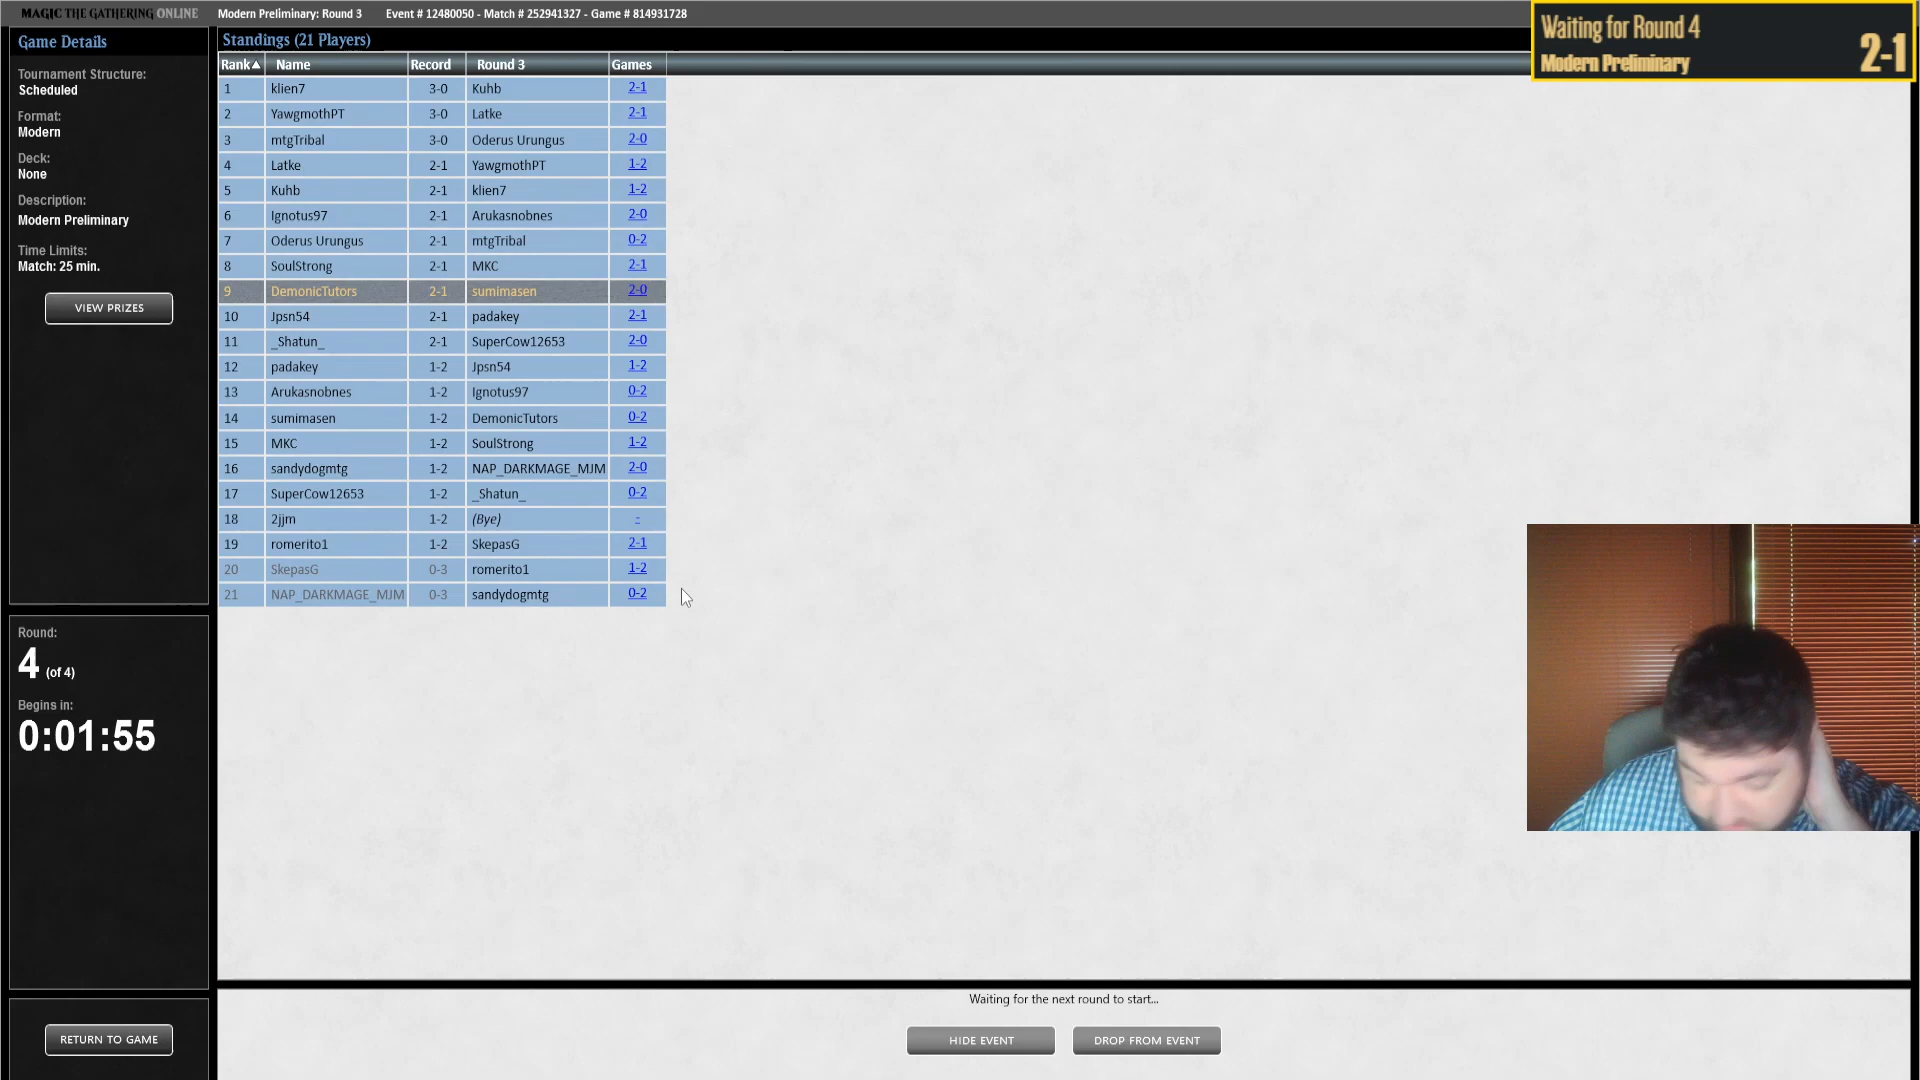 MAGIC THE GATHERING ONLINE
Modern Preliminary: Round 3 Event # 12480050 - Match # 252941327 - Game # 814931728
Waiting for Round 4
Modern Preliminary
2-1
Game Details
Tournament Structure:
Scheduled
Format:
Modern
Deck:
None
Description:
Modern Preliminary
Time Limits:
Match: 25 min.
VIEW PRIZES
Standings (21 Players)
Rank Name Record Round 3 Games
1 klien7 3-0 Kuhb 2-1
2 YawgmothPT 3-0 Latke 2-1
3 mtgTribal 3-0 Oderus Urungus 2-0
4 Latke 2-1 YawgmothPT 1-2
5 Kuhb 2-1 klien7 1-2
6 Ignotus97 2-1 Arukasnobnes 2-0
7 Oderus Urungus 2-1 mtgTribal 0-2
8 SoulStrong 2-1 MKC 2-1
9 DemonicTutors 2-1 sumimasen 2-0
10 Jpsn54 2-1 padakey 2-1
11 _Shatun_ 2-1 SuperCow12653 2-0
12 padakey 1-2 Jpsn54 1-2
13 Arukasnobnes 1-2 Ignotus97 0-2
14 sumimasen 1-2 DemonicTutors 0-2
15 MKC 1-2 SoulStrong 1-2
16 sandydogmtg 1-2 NAP_DARKMAGE_MJM 2-0
17 SuperCow12653 1-2 _Shatun_ 0-2
18 2jjm 1-2 (Bye) -
19 romerito1 1-2 SkepasG 2-1
20 SkepasG 0-3 romerito1 1-2
21 NAP_DARKMAGE_MJM 0-3 sandydogmtg 0-2
Round:
4 (of 4)
Begins in:
0:01:55
RETURN TO GAME
Waiting for the next round to start...
HIDE EVENT DROP FROM EVENT